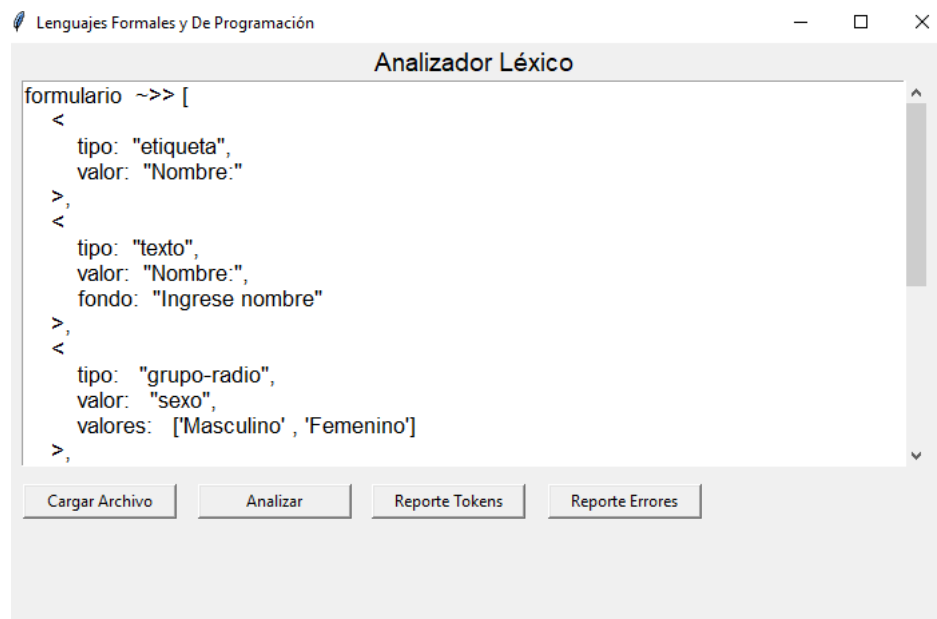 Lenguajes Formales y De Programación
Analizador Léxico
formulario ~>> [
<
tipo: "etiqueta",
valor: "Nombre:"
>,
<
tipo: "texto",
valor: "Nombre:",
fondo: "Ingrese nombre"
>,
<
tipo: "grupo-radio",
valor: "sexo",
valores: ['Masculino' , 'Femenino']
>,
Cargar Archivo Analizar Reporte Tokens Reporte Errores